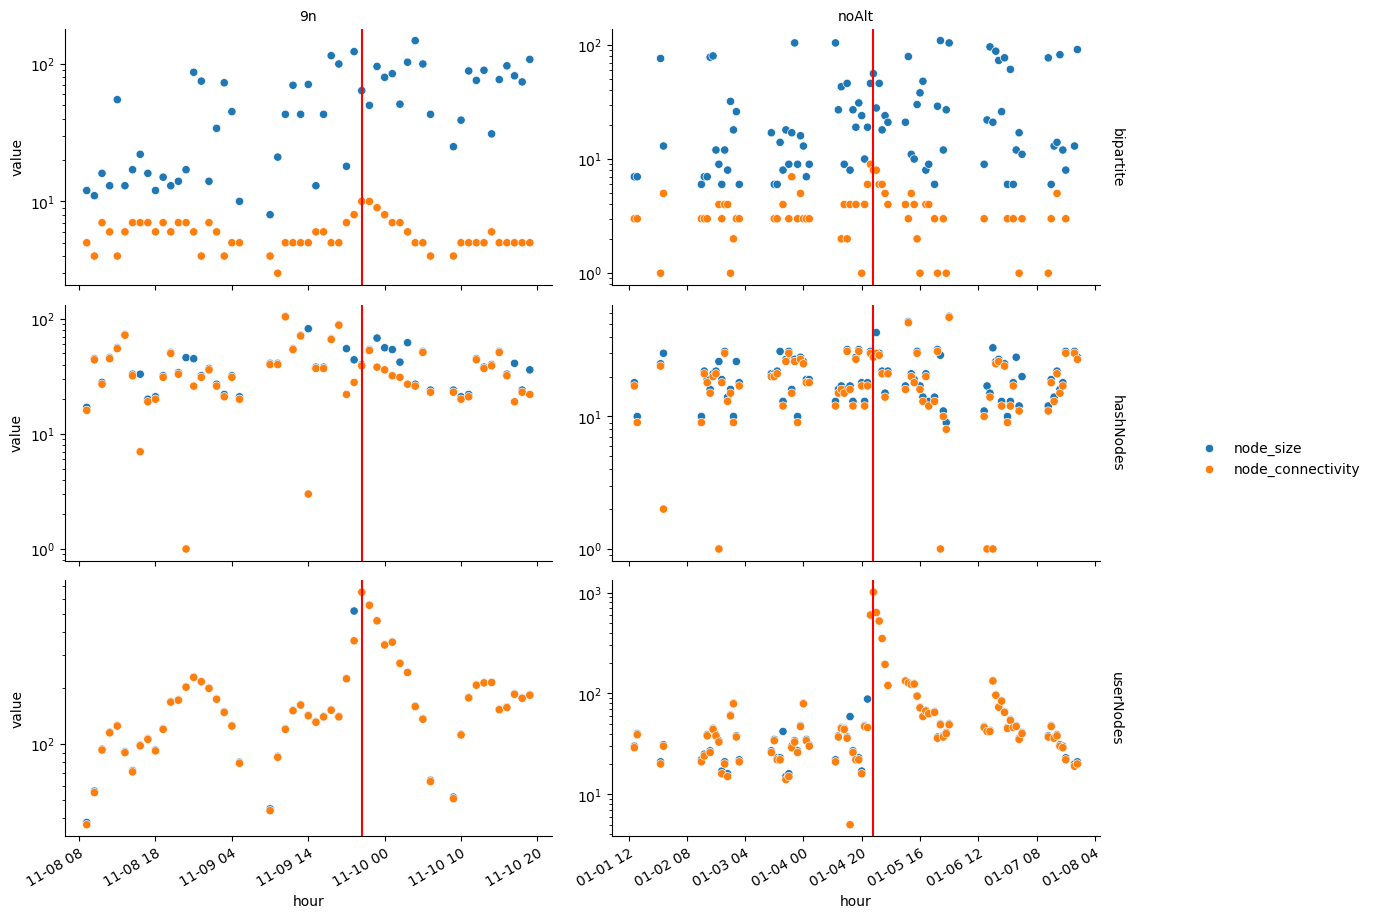 9n
noAlt
10²
10¹
value
10²
10¹
10⁰
bipartite
10²
10¹
10⁰
value
10¹
10⁰
hashNodes
node_size
node_connectivity
10²
value
10³
10²
10¹
userNodes
11-08 08
11-08 18
11-09 04
11-09 14
11-10 00
11-10 10
11-10 20
hour
01-01 12
01-02 08
01-03 04
01-04 00
01-04 20
01-05 16
01-06 12
01-07 08
01-08 04
hour